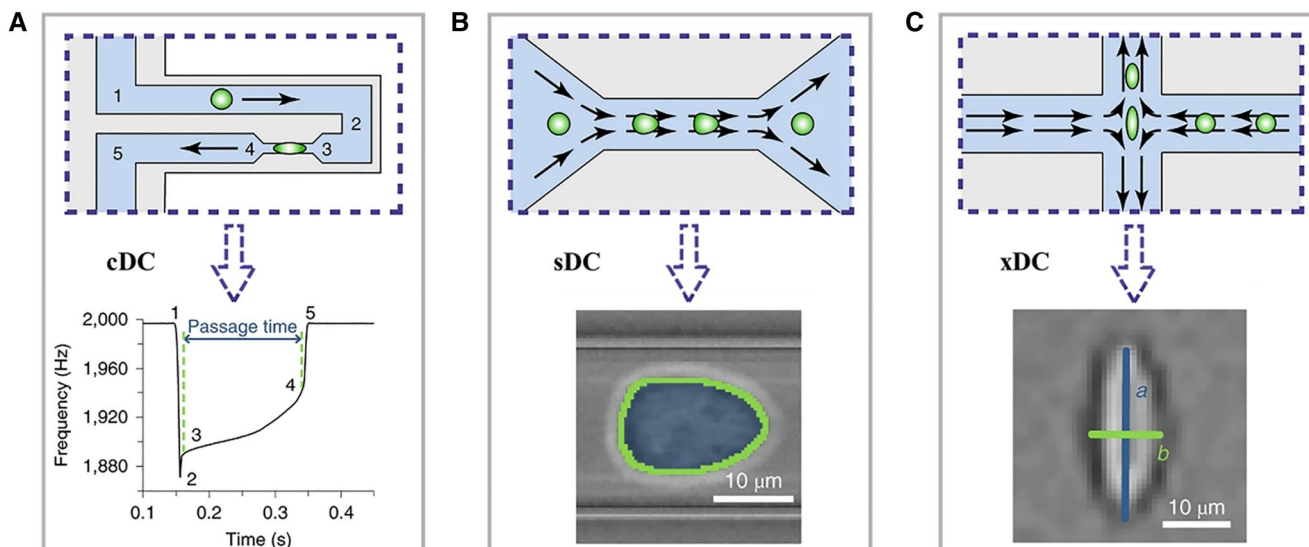 A
1
2
5
4
3
cDC
2,000
1,960
1,920
1,880
Frequency (Hz)
1
5
Passage time
4
3
2
0.1
0.2
0.3
0.4
Time (s)
B
sDC
10 μm
C
xDC
a
b
10 μm